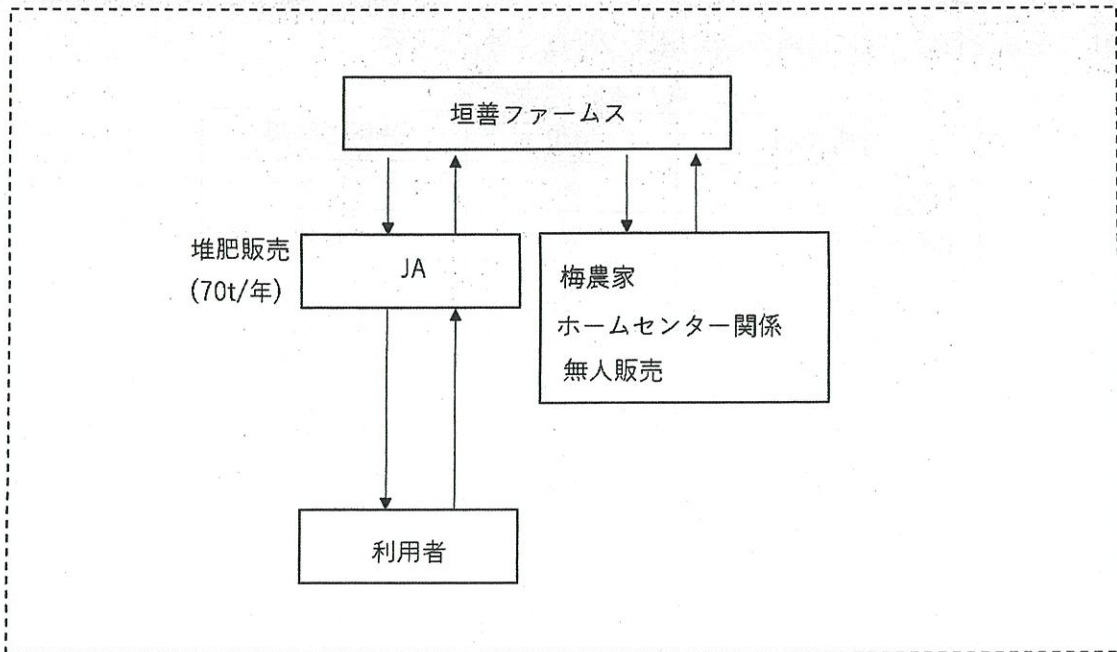 垣善ファームス
堆肥販売
(70t/年)
JA
梅農家
ホームセンター関係
無人販売
利用者